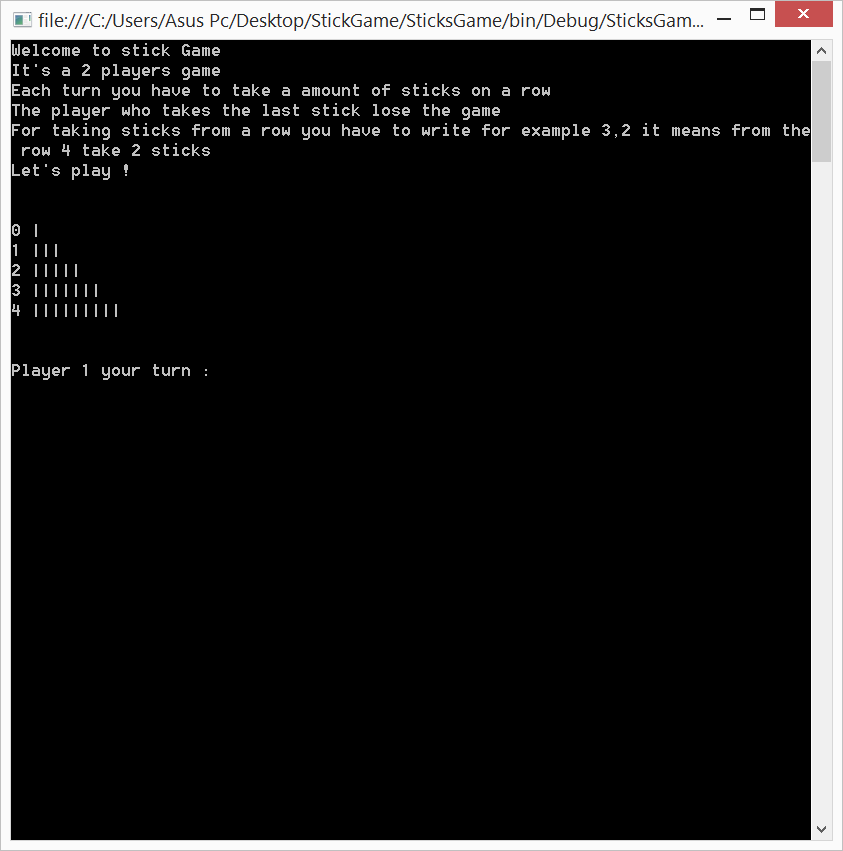 file:///C:/Users/Asus Pc/Desktop/StickGame/SticksGame/bin/Debug/SticksGam...
Welcome to stick Game
It's a 2 players game
Each turn you have to take a amount of sticks on a row
The player who takes the last stick lose the game
For taking sticks from a row you have to write for example 3,2 it means from the
row 4 take 2 sticks
Let's play !
0 |
1 |||
2 |||||
3 |||||||
4 |||||||||
Player 1 your turn :